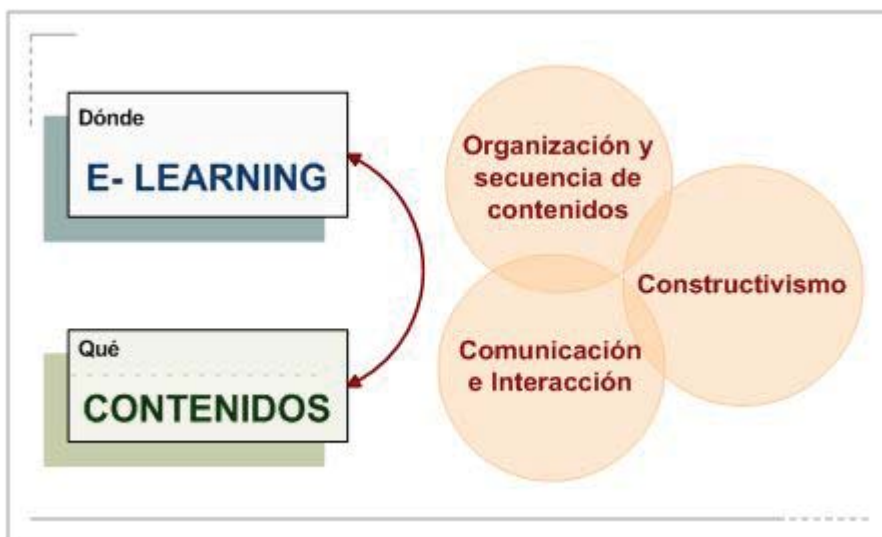 Dónde
E- LEARNING
Qué
CONTENIDOS
Organización y
secuencia de
contenidos
Constructivismo
Comunicación
e Interacción